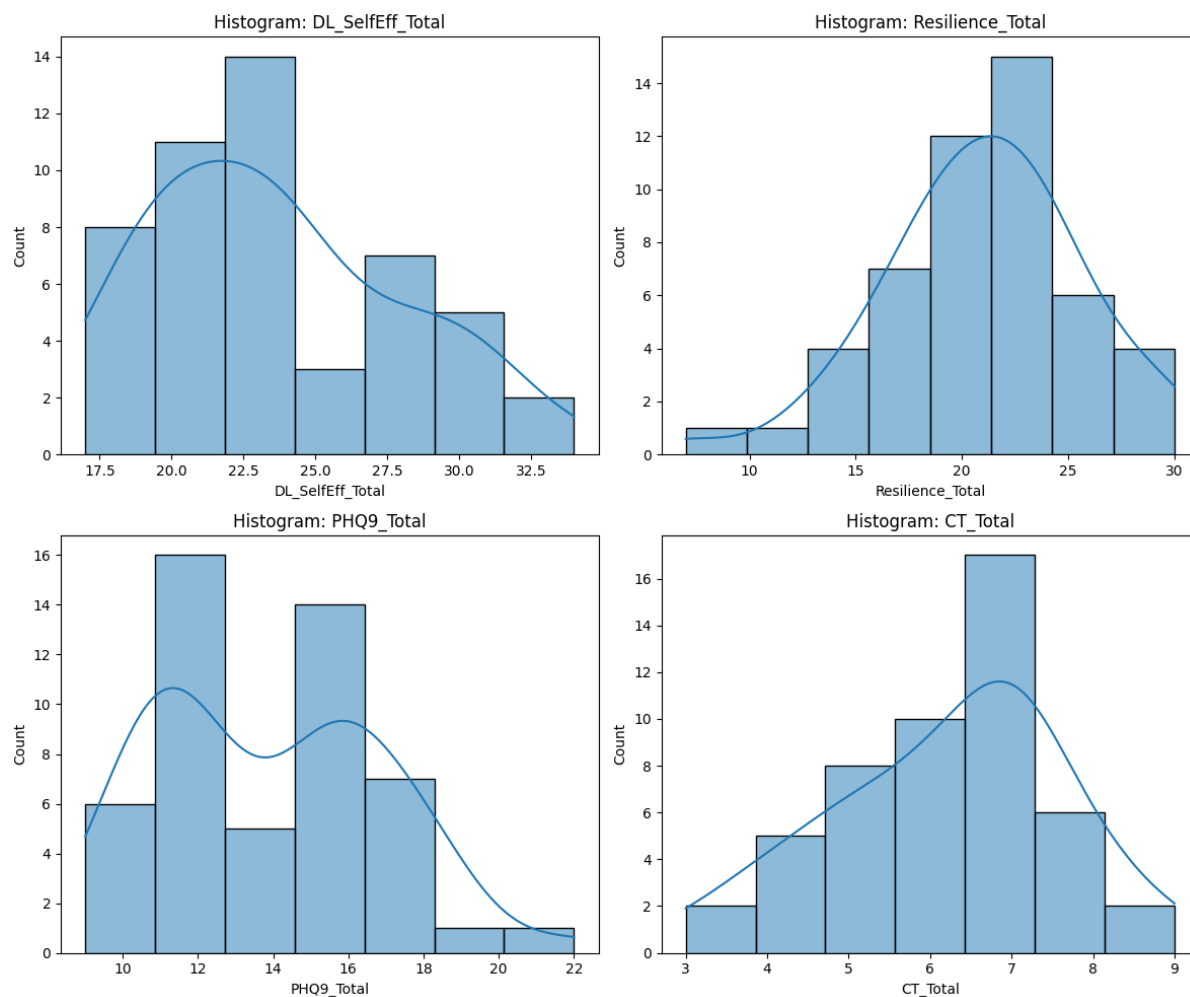 Histogram: DL_SelfEff_Total
14
12
10
8
6
4
2
0
Count
17.5 20.0 22.5 25.0 27.5 30.0 32.5
DL_SelfEff_Total
Histogram: Resilience_Total
14
12
10
8
6
4
2
0
Count
10 15 20 25 30
Resilience_Total
Histogram: PHQ9_Total
16
14
12
10
8
6
4
2
0
Count
10 12 14 16 18 20 22
PHQ9_Total
Histogram: CT_Total
16
14
12
10
8
6
4
2
0
Count
3 4 5 6 7 8 9
CT_Total